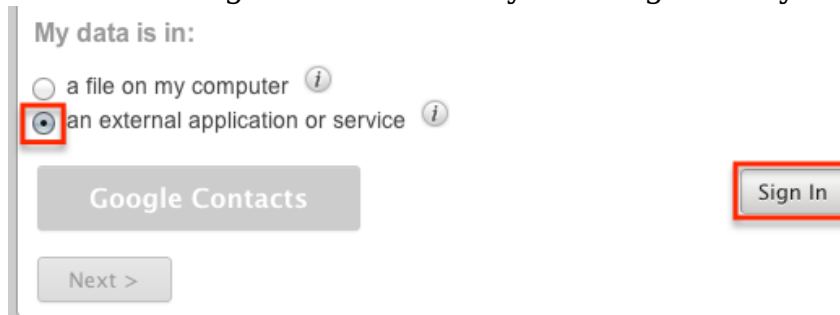 My data is in:
a file on my computer i
an external application or service i
Google Contacts
Sign In
Next >